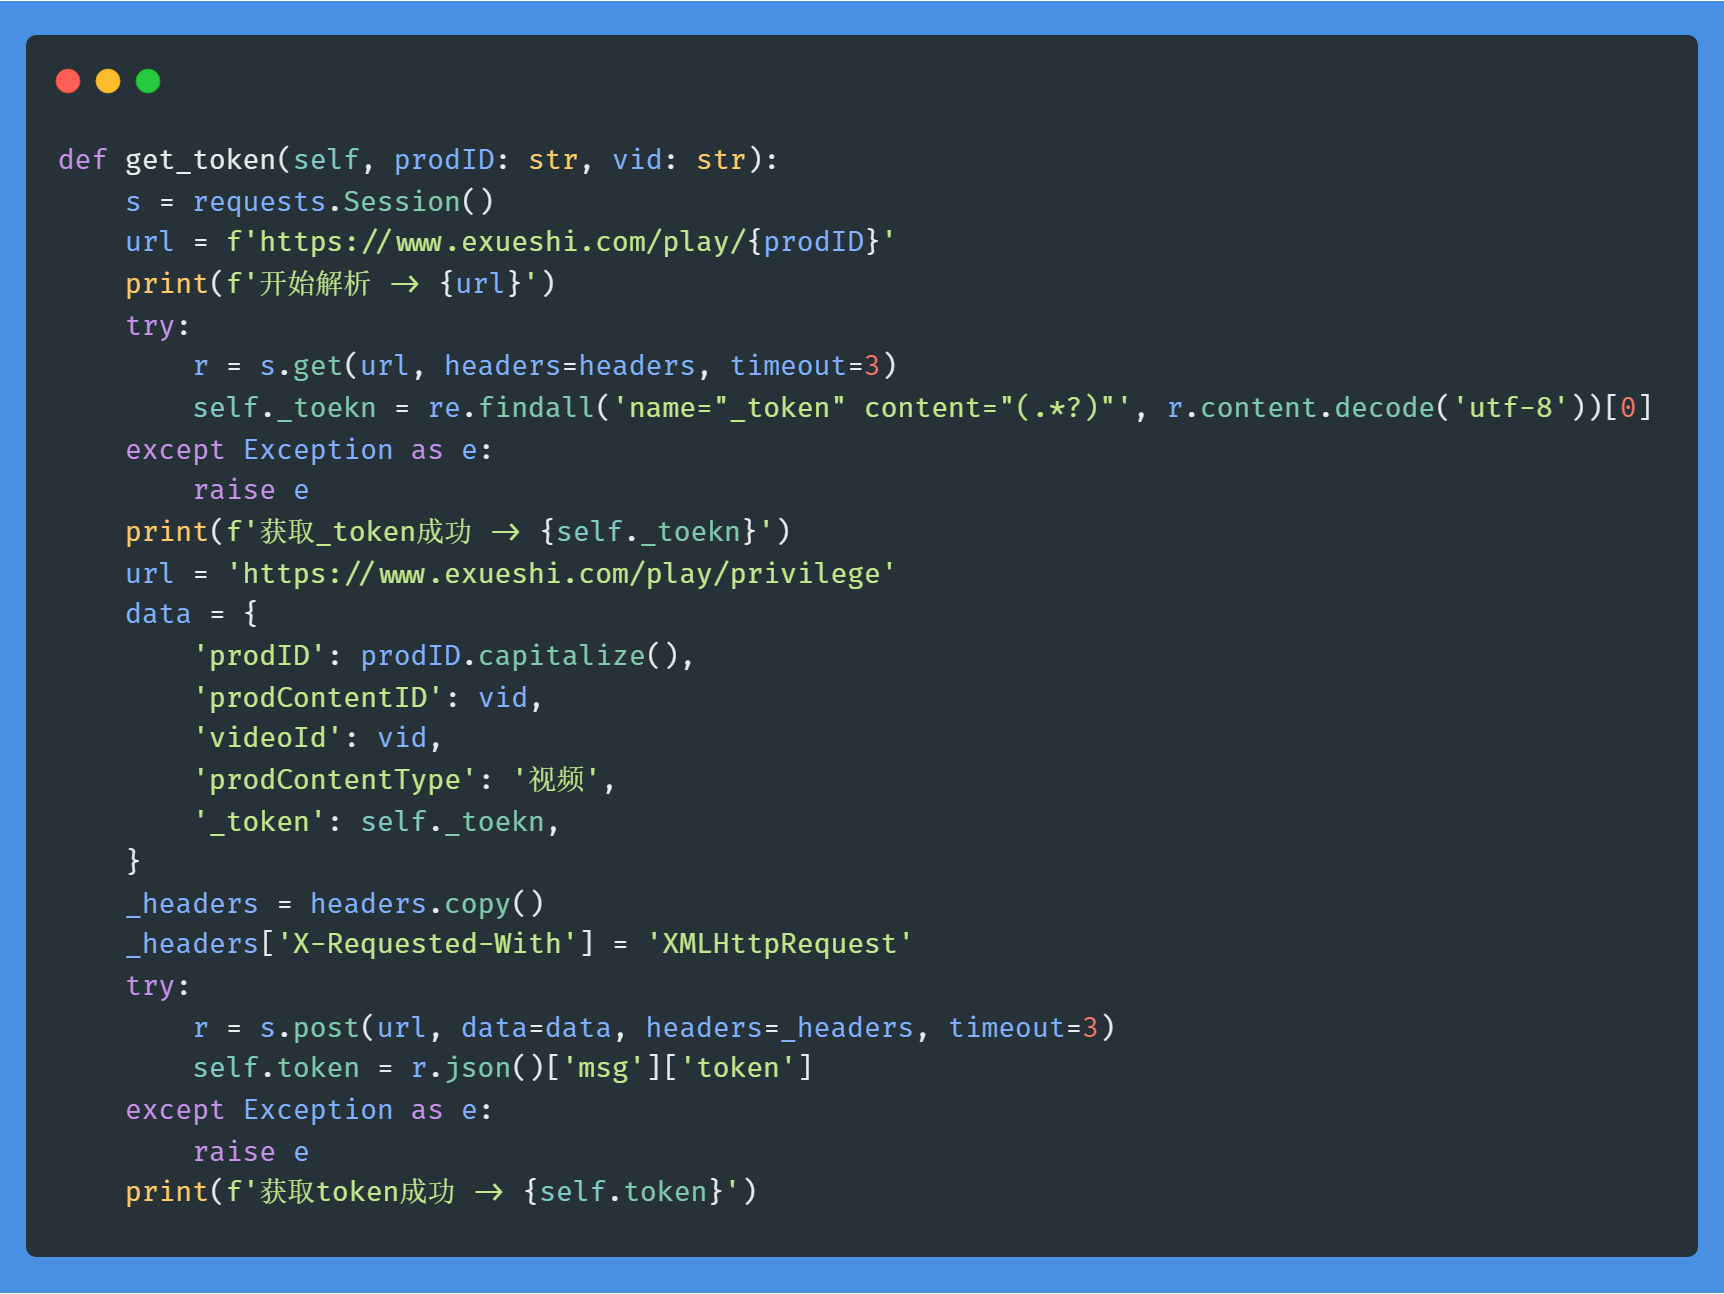 def get_token(self, prodID: str, vid: str):
    s = requests.Session()
    url = f'https://www.exueshi.com/play/{prodID}'
    print(f'开始解析 -> {url}')
    try:
        r = s.get(url, headers=headers, timeout=3)
        self._toekn = re.findall('name="_token" content="(.*?)"', r.content.decode('utf-8'))[0]
    except Exception as e:
        raise e
    print(f'获取_token成功 -> {self._toekn}')
    url = 'https://www.exueshi.com/play/privilege'
    data = {
        'prodID': prodID.capitalize(),
        'prodContentID': vid,
        'videoId': vid,
        'prodContentType': '视频',
        '_token': self._toekn,
    }
    _headers = headers.copy()
    _headers['X-Requested-With'] = 'XMLHttpRequest'
    try:
        r = s.post(url, data=data, headers=_headers, timeout=3)
        self.token = r.json()['msg']['token']
    except Exception as e:
        raise e
    print(f'获取token成功 -> {self.token}')